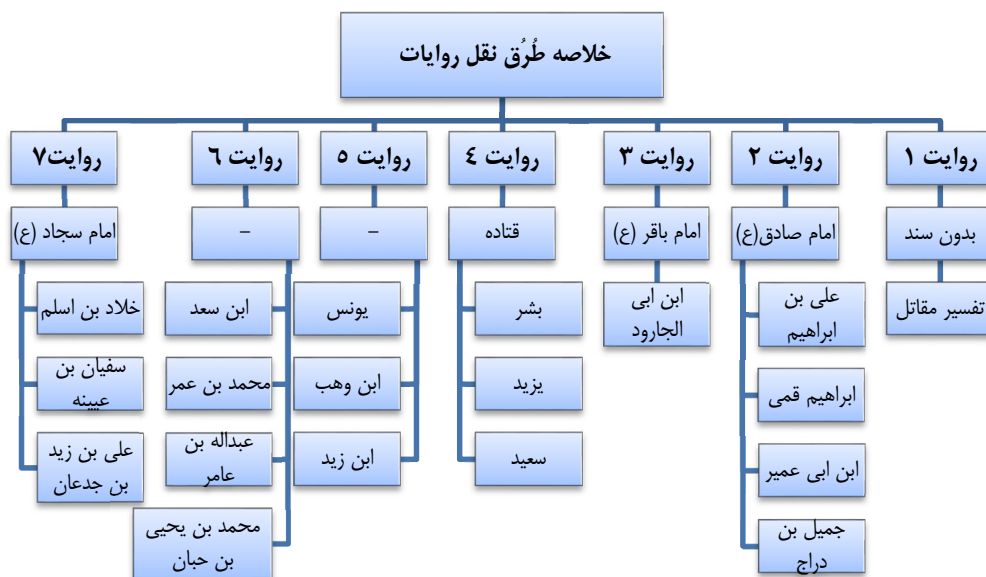 خلاصه طُرُق نقل روایات
روایت ۱
روایت ۲
روایت ۳
روایت ٤
روایت ٥
روایت ٦
روایت۷
بدون سند
امام صادق(ع)
امام باقر (ع)
قتاده
–
–
امام سجاد (ع)
تفسیر مقاتل
علی بن
ابراهیم
ابراهیم قمی
ابن ابی عمیر
جمیل بن
دراج
ابن ابی
الجارود
بشر
یزید
سعید
یونس
ابن وهب
ابن زید
ابن سعد
محمد بن عمر
عبداله بن
عامر
محمد بن یحیی
بن حبان
خلاد بن اسلم
سفیان بن
عیینه
علی بن زید
بن جدعان